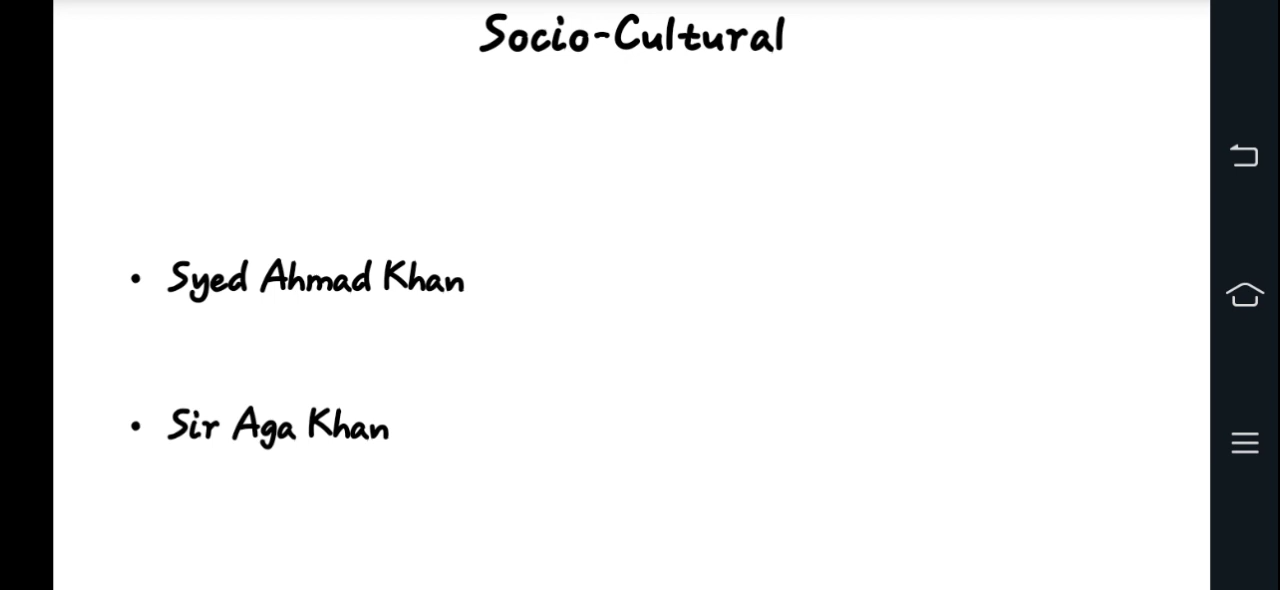 Socio-Cultural
• Syed Ahmad Khan
• Sir Aga Khan